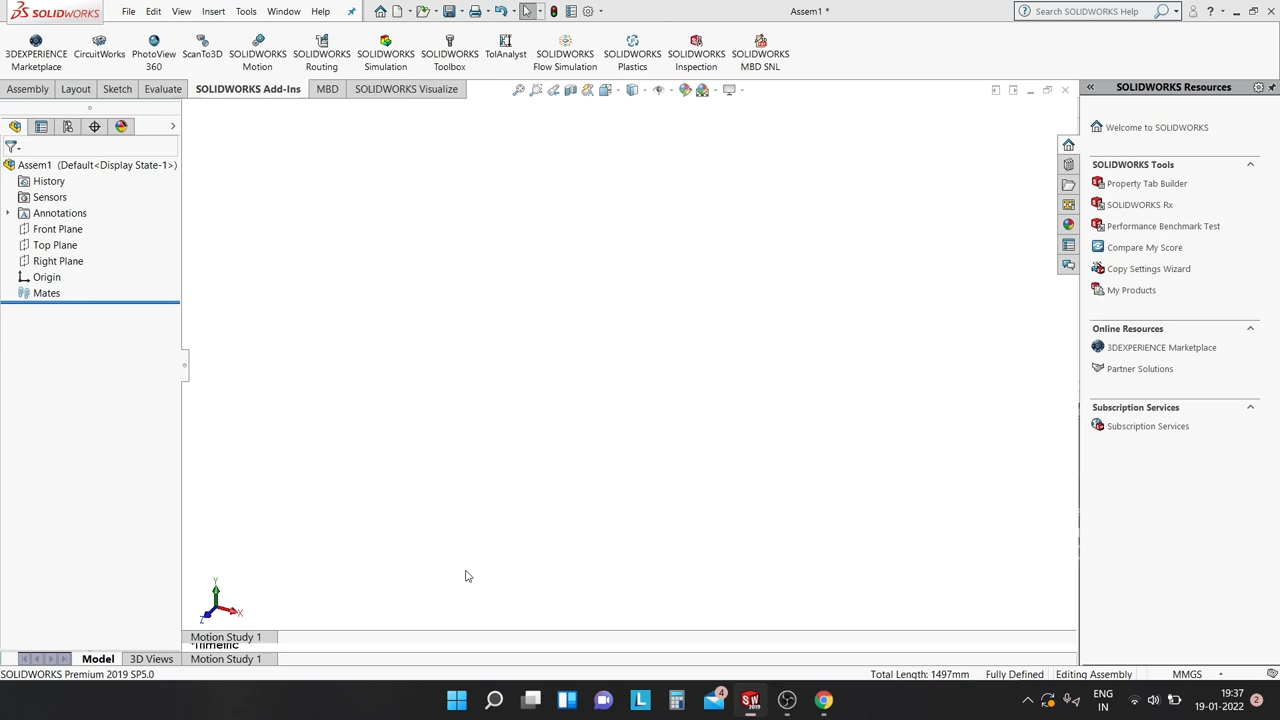 SOLIDWORKS File Edit View Insert Tools Window Help Assem1 * Search SOLIDWORKS Help
3DEXPERIENCE Marketplace
CircuitWorks
PhotoView 360
ScanTo3D
SOLIDWORKS Motion
SOLIDWORKS Routing
SOLIDWORKS Simulation
SOLIDWORKS Toolbox
TolAnalyst
SOLIDWORKS Flow Simulation
SOLIDWORKS Plastics
SOLIDWORKS Inspection
SOLIDWORKS MBD SNL
Assembly Layout Sketch Evaluate SOLIDWORKS Add-Ins MBD SOLIDWORKS Visualize
Assem1 (Default<Display State-1>)
History
Sensors
Annotations
Front Plane
Top Plane
Right Plane
Origin
Mates
SOLIDWORKS Resources
Welcome to SOLIDWORKS
SOLIDWORKS Tools
Property Tab Builder
SOLIDWORKS Rx
Performance Benchmark Test
Compare My Score
Copy Settings Wizard
My Products
Online Resources
3DEXPERIENCE Marketplace
Partner Solutions
Subscription Services
Subscription Services
Y
X
Z
Motion Study 1
*Trimetric
Model 3D Views Motion Study 1
SOLIDWORKS Premium 2019 SP5.0 Total Length: 1497mm Fully Defined Editing Assembly MMGS
L
4
SW
2019
ENG
IN
19:37
19-01-2022